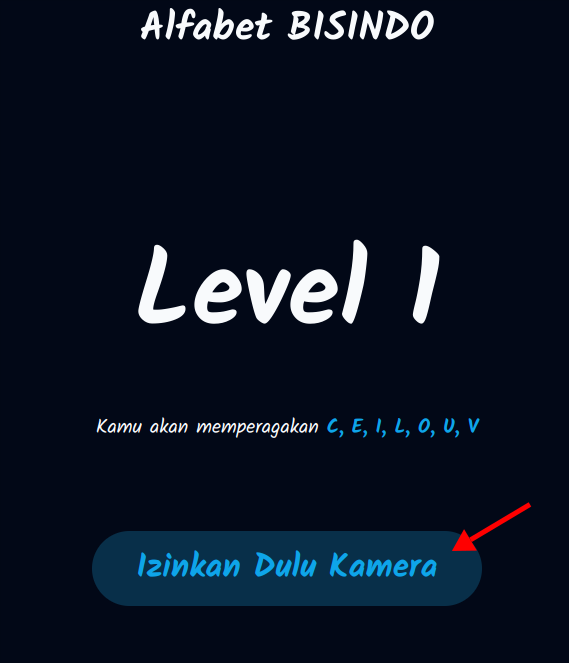 Alfabet BISINDO
Level 1
Kamu akan memperagakan C, E, I, L, O, U, V
Izinkan Dulu Kamera